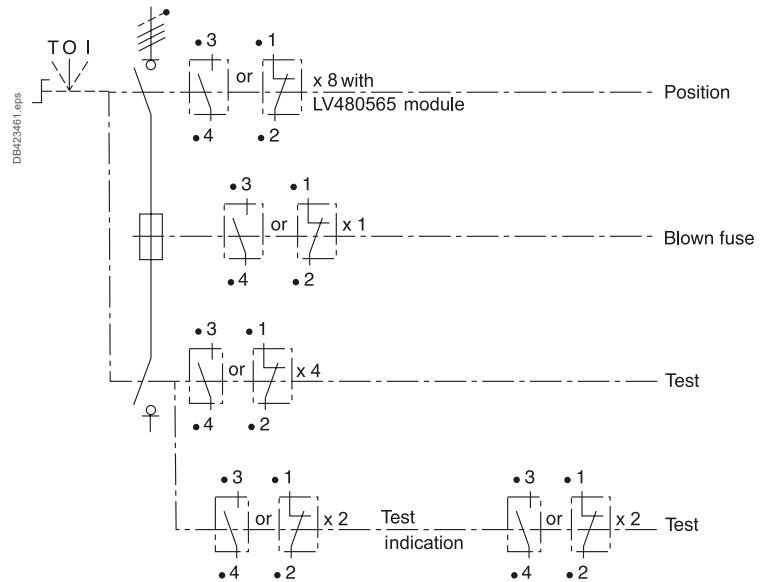 T O I
• 3
• 1
or
x 8 with
LV480565 module
Position
• 4
• 2
DB423461.eps
• 3
• 1
or
x 1
Blown fuse
• 4
• 2
• 3
• 1
or
x 4
Test
• 4
• 2
• 3
• 1
• 3
• 1
or
x 2
Test
indication
or
x 2
Test
• 4
• 2
• 4
• 2